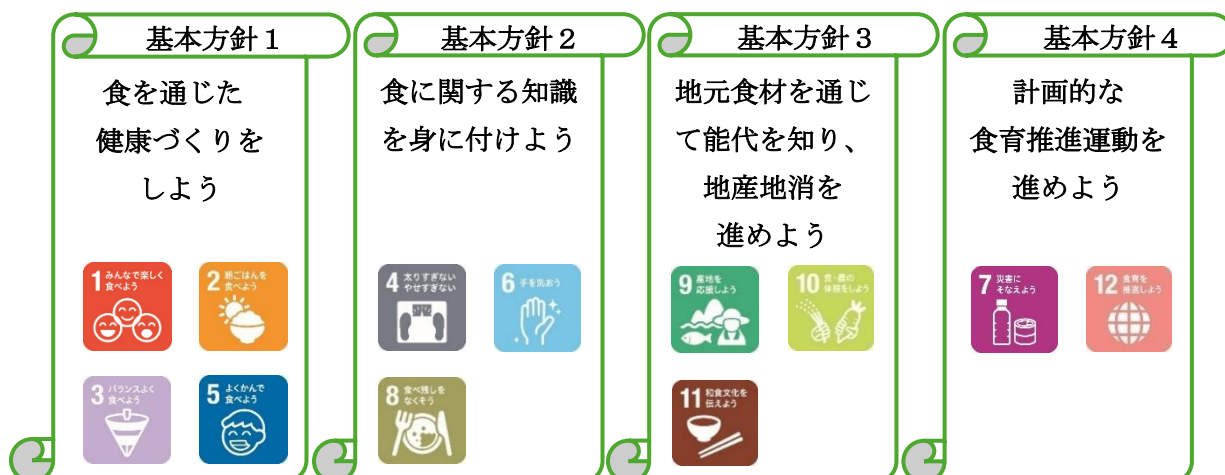 基本方針1
食を通じた
健康づくりを
しよう
1 みんなで楽しく
食べよう
2 朝ごはんを
食べよう
3 バランスよく
食べよう
5 よくかんで
食べよう
基本方針2
食に関する知識
を身に付けよう
4 太りすぎない
やせすぎない
6 手を洗おう
8 食べ残しを
なくそう
基本方針3
地元食材を通じ
て能代を知り、
地産地消を
進めよう
9 産地を
応援しよう
10 食・農の
体験をしよう
11 和食文化を
伝えよう
基本方針4
計画的な
食育推進運動を
進めよう
7 災害に
そなえよう
12 食育を
推進しよう